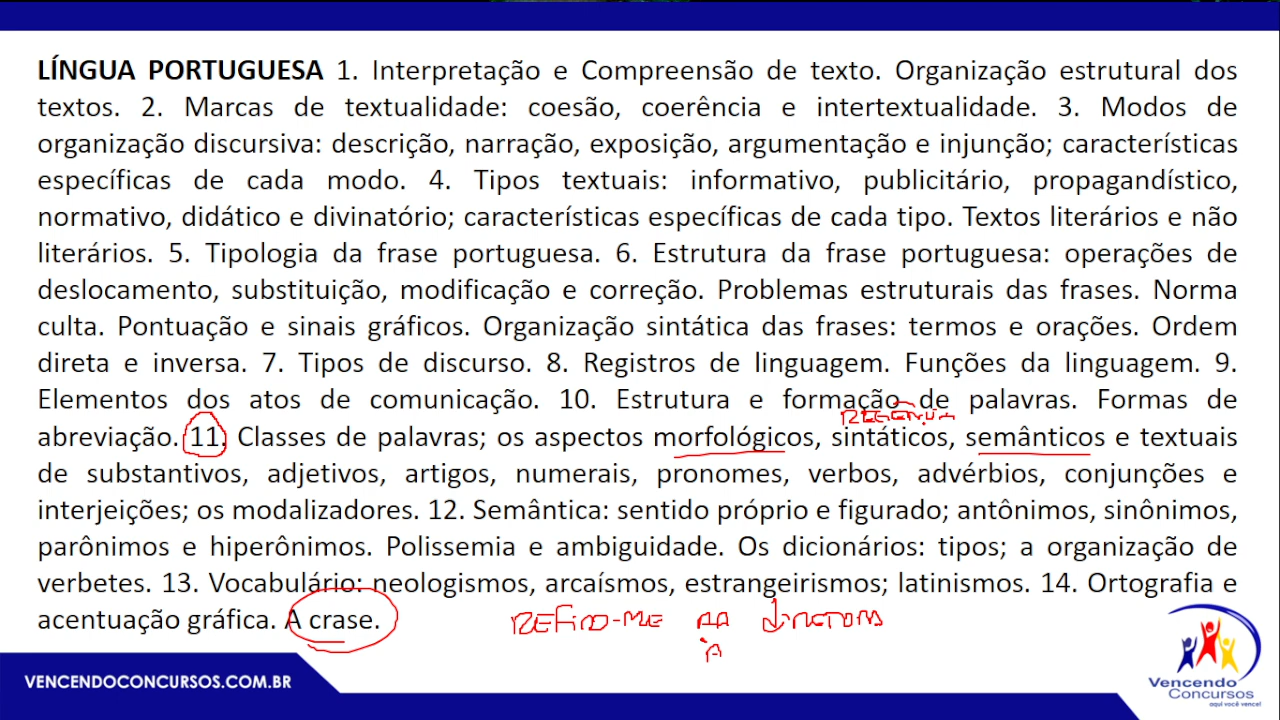 LÍNGUA PORTUGUESA 1. Interpretação e Compreensão de texto. Organização estrutural dos
textos. 2. Marcas de textualidade: coesão, coerência e intertextualidade. 3. Modos de
organização discursiva: descrição, narração, exposição, argumentação e injunção; características
específicas de cada modo. 4. Tipos textuais: informativo, publicitário, propagandístico,
normativo, didático e divinatório; características específicas de cada tipo. Textos literários e não
literários. 5. Tipologia da frase portuguesa. 6. Estrutura da frase portuguesa: operações de
deslocamento, substituição, modificação e correção. Problemas estruturais das frases. Norma
culta. Pontuação e sinais gráficos. Organização sintática das frases: termos e orações. Ordem
direta e inversa. 7. Tipos de discurso. 8. Registros de linguagem. Funções da linguagem. 9.
Elementos dos atos de comunicação. 10. Estrutura e formação de palavras. Formas de
REGÊNCIA
abreviação. 11. Classes de palavras; os aspectos morfológicos, sintáticos, semânticos e textuais
de substantivos, adjetivos, artigos, numerais, pronomes, verbos, advérbios, conjunções e
interjeições; os modalizadores. 12. Semântica: sentido próprio e figurado; antônimos, sinônimos,
parônimos e hiperônimos. Polissemia e ambiguidade. Os dicionários: tipos; a organização de
verbetes. 13. Vocabulário: neologismos, arcaísmos, estrangeirismos; latinismos. 14. Ortografia e
acentuação gráfica. A crase.
REFIRO-ME AA DIRETORA
À
VENCENDOCONCURSOS.COM.BR
Vencendo
Concursos
aqui você vence!